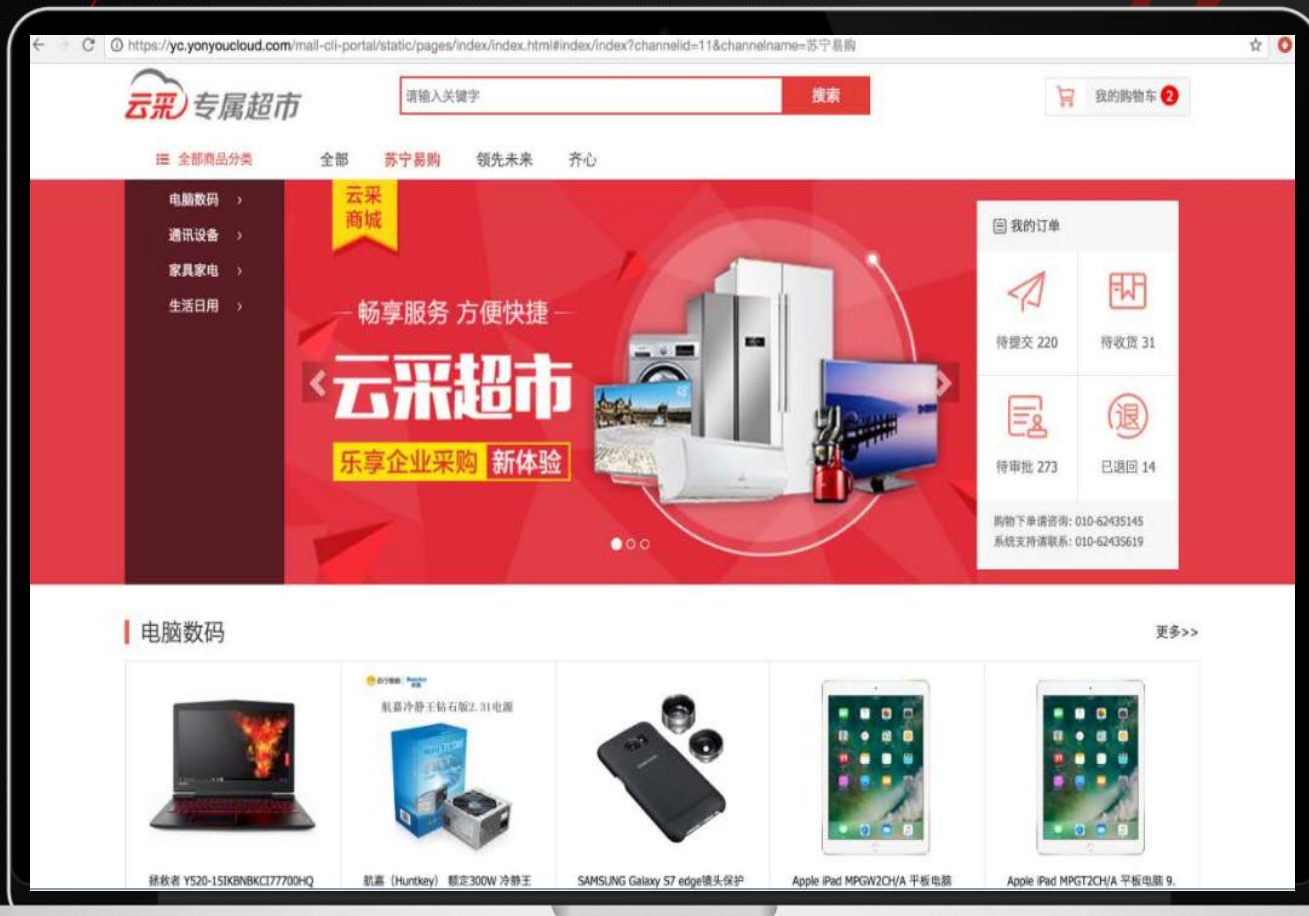 https://yc.yonyoucloud.com/mall-cli-portal/static/pages/index/index.html#index/index?channelid=11&channelname=苏宁易购
云采 专属超市
请输入关键字
搜索
我的购物车 2
全部商品分类 全部 苏宁易购 领先未来 齐心
电脑数码
通讯设备
家具家电
生活日用
云采
商城
畅享服务 方便快捷
云采超市
乐享企业采购 新体验
我的订单
待提交 220 待收货 31
退
待审批 273 已退回 14
购物下单请咨询: 010-62435145
系统支持请联系: 010-62435619
电脑数码 更多>>
苏宁易购
航嘉冷静王钻石版2.31电源
SAMSUNG
拯救者 Y520-15IKBNBKCI77700HQ
航嘉（Huntkey） 额定300W 冷静王
SAMSUNG Galaxy S7 edge镜头保护
Apple iPad MPGW2CH/A 平板电脑
Apple iPad MPGT2CH/A 平板电脑 9.